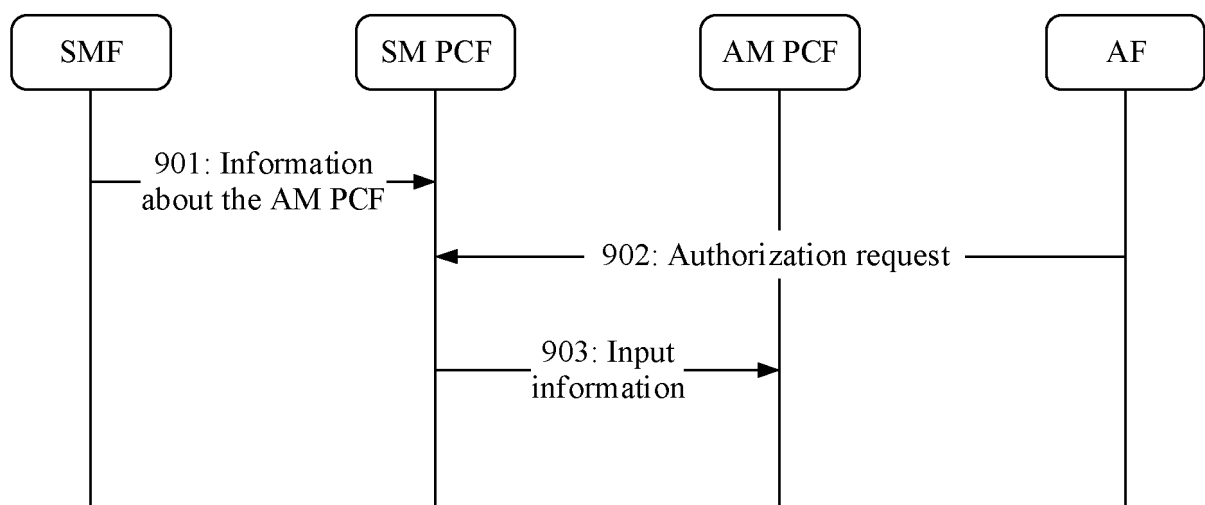 SMF
SM PCF
AM PCF
AF
901: Information
about the AM PCF
902: Authorization request
903: Input
information